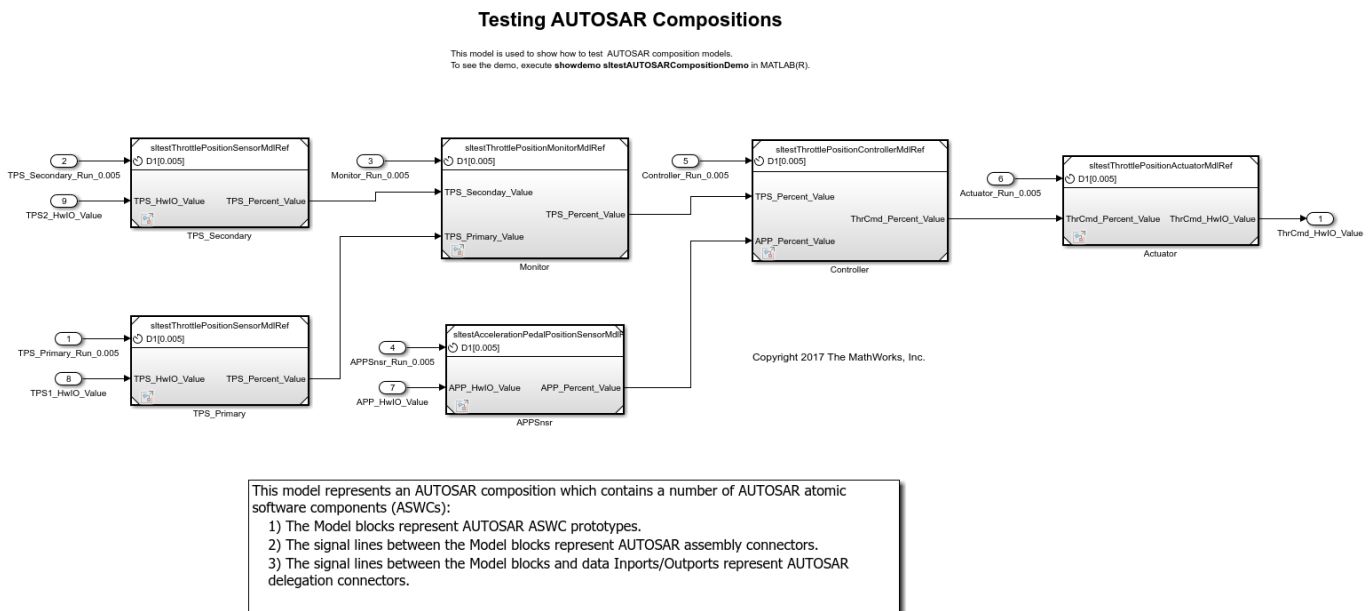 Testing AUTOSAR Compositions
This model is used to show how to test AUTOSAR composition models.
To see the demo, execute showdemo sltestAUTOSARCompositionDemo in MATLAB(R).
sltestThrottlePositionSensorMdlRef
2
D1[0.005]
TPS_Secondary_Run_0.005
9
TPS_HwIO_Value
TPS_Percent_Value
TPS2_HwIO_Value
TPS_Secondary
sltestThrottlePositionMonitorMdlRef
3
D1[0.005]
Monitor_Run_0.005
TPS_Seconday_Value
TPS_Percent_Value
TPS_Primary_Value
Monitor
sltestThrottlePositionControllerMdlRef
5
D1[0.005]
Controller_Run_0.005
TPS_Percent_Value
ThrCmd_Percent_Value
APP_Percent_Value
Controller
sltestThrottlePositionActuatorMdlRef
6
D1[0.005]
Actuator_Run_0.005
ThrCmd_Percent_Value
ThrCmd_HwIO_Value
1
ThrCmd_HwIO_Value
Actuator
sltestThrottlePositionSensorMdlRef
1
D1[0.005]
TPS_Primary_Run_0.005
8
TPS_HwIO_Value
TPS_Percent_Value
TPS1_HwIO_Value
TPS_Primary
sltestAccelerationPedalPositionSensorMdlR
4
D1[0.005]
APPSnsr_Run_0.005
7
APP_HwIO_Value
APP_Percent_Value
APP_HwIO_Value
APPSnsr
Copyright 2017 The MathWorks, Inc.
This model represents an AUTOSAR composition which contains a number of AUTOSAR atomic
software components (ASWCs):
1) The Model blocks represent AUTOSAR ASWC prototypes.
2) The signal lines between the Model blocks represent AUTOSAR assembly connectors.
3) The signal lines between the Model blocks and data Inports/Outports represent AUTOSAR
delegation connectors.